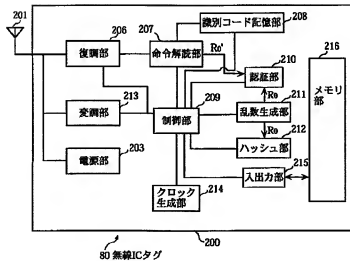 201
206
復調部
207
命令解読部
208
識別コード記憶部
Ro'
210
認証部
216
メモリ部
213
変調部
209
制御部
Ro
211
乱数生成部
Ro
212
ハッシュ部
203
電源部
215
入出力部
クロック生成部
214
200
80 無線ICタグ